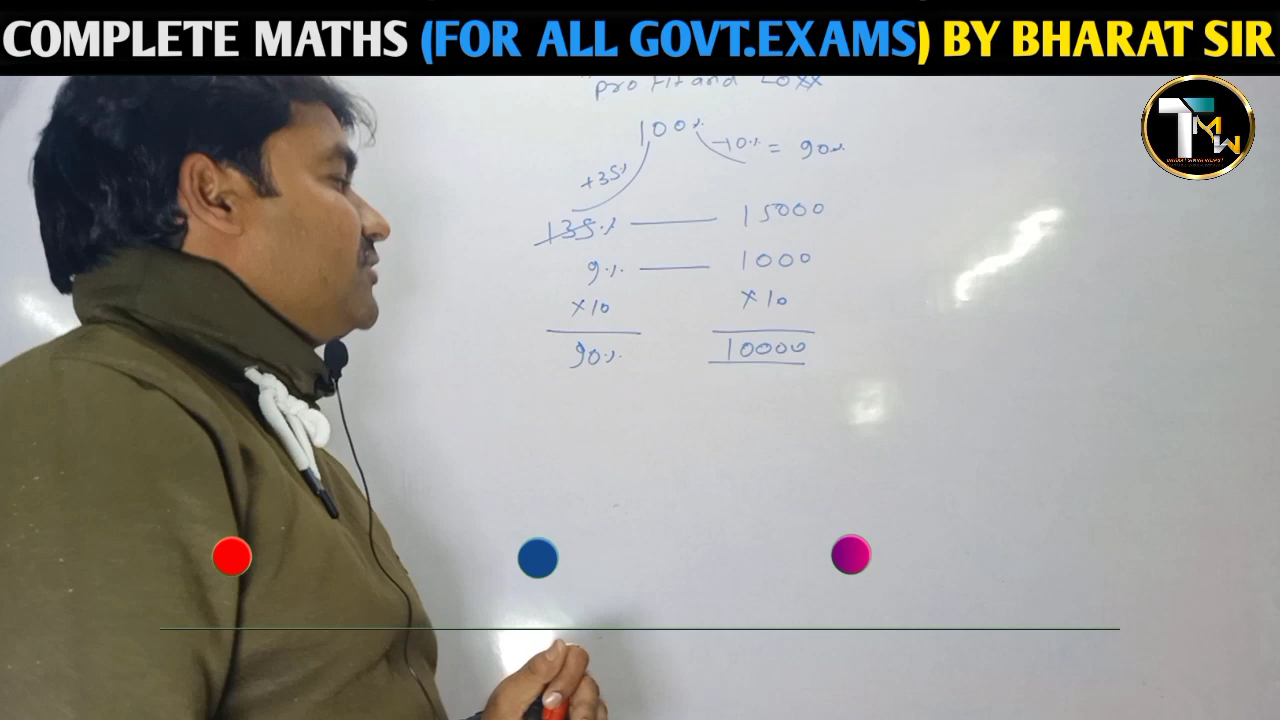 COMPLETE MATHS (FOR ALL GOVT.EXAMS) BY BHARAT SIR
profit and Loss
100%
-10% = 90%
+35%
135% 15000
9% 1000
×10 ×10
90% 10000
TMW